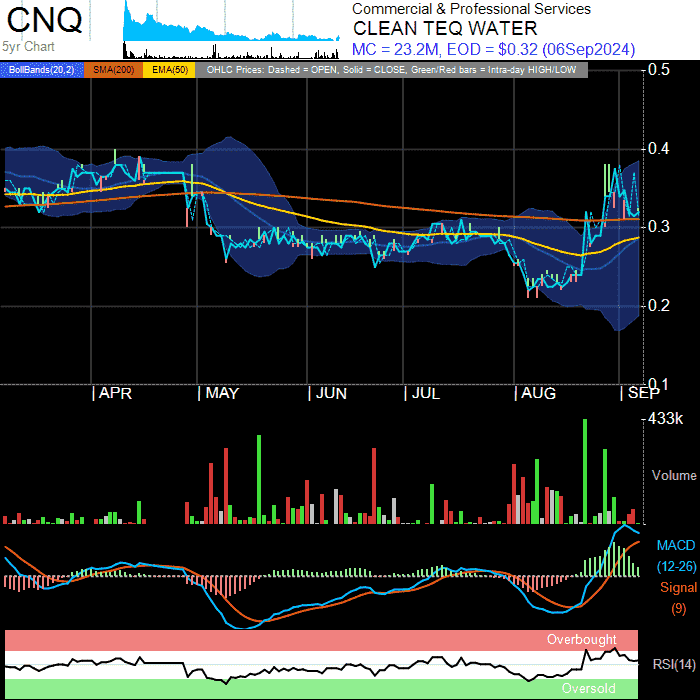 CNQ
5yr Chart
Commercial & Professional Services
CLEAN TEQ WATER
MC = 23.2M, EOD = $0.32 (06Sep2024)
BollBands(20,2) SMA(200) EMA(50) OHLC Prices: Dashed = OPEN, Solid = CLOSE, Green/Red bars = Intra-day HIGH/LOW
0.5
0.4
0.3
0.2
0.1
APR MAY JUN JUL AUG SEP
433k
Volume
MACD
(12-26)
Signal
(9)
Overbought
RSI(14)
Oversold